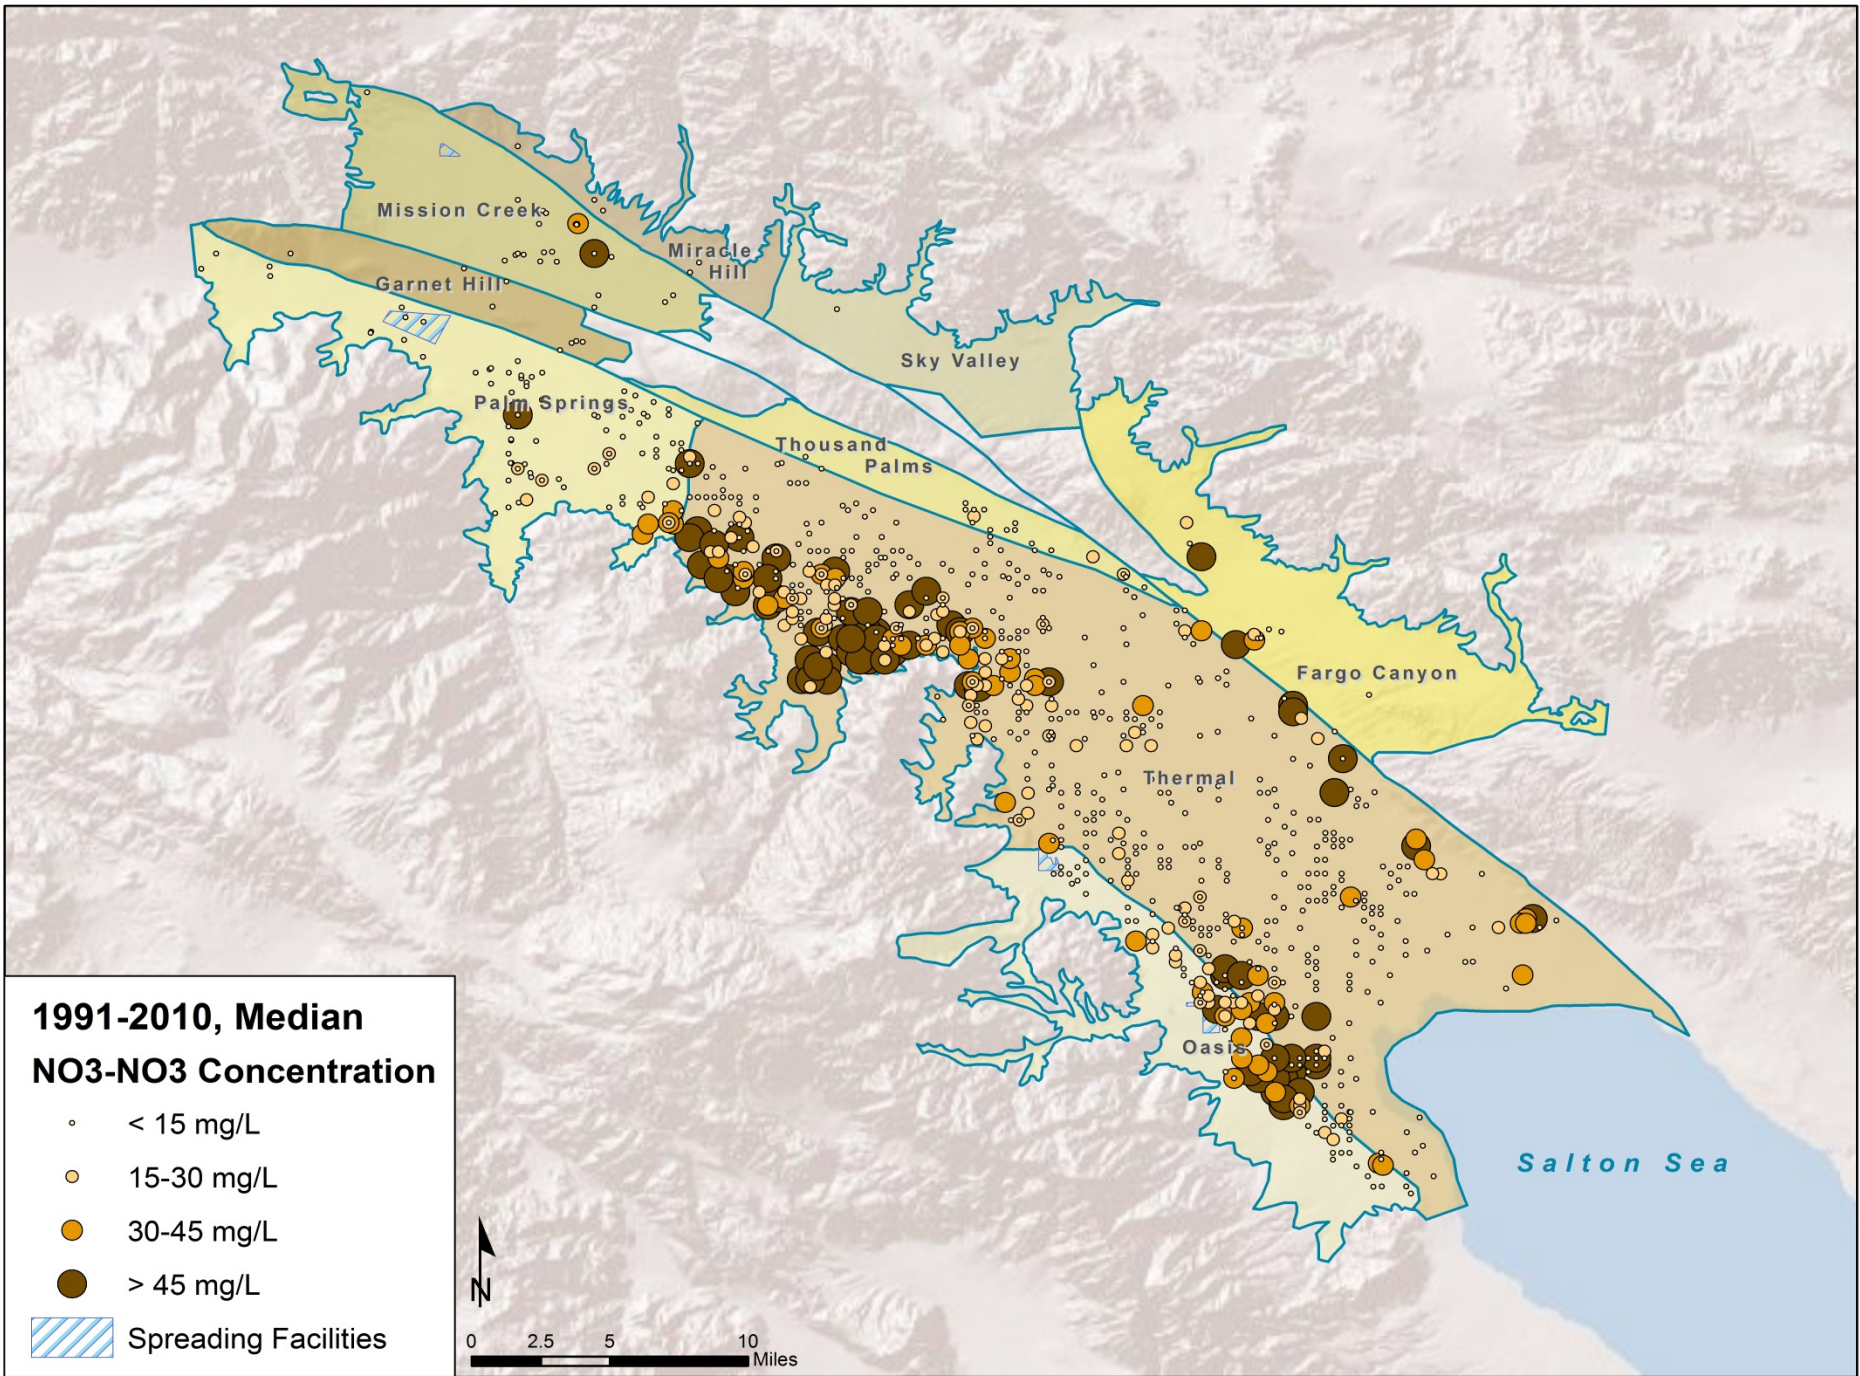 Mission Creek
Miracle
Hill
Garnet Hill
Sky Valley
Palm Springs
Thousand
Palms
Fargo Canyon
Thermal
Oasis
Salton Sea
1991-2010, Median
NO3-NO3 Concentration
< 15 mg/L
15-30 mg/L
30-45 mg/L
> 45 mg/L
Spreading Facilities
N
0 2.5 5 10
Miles